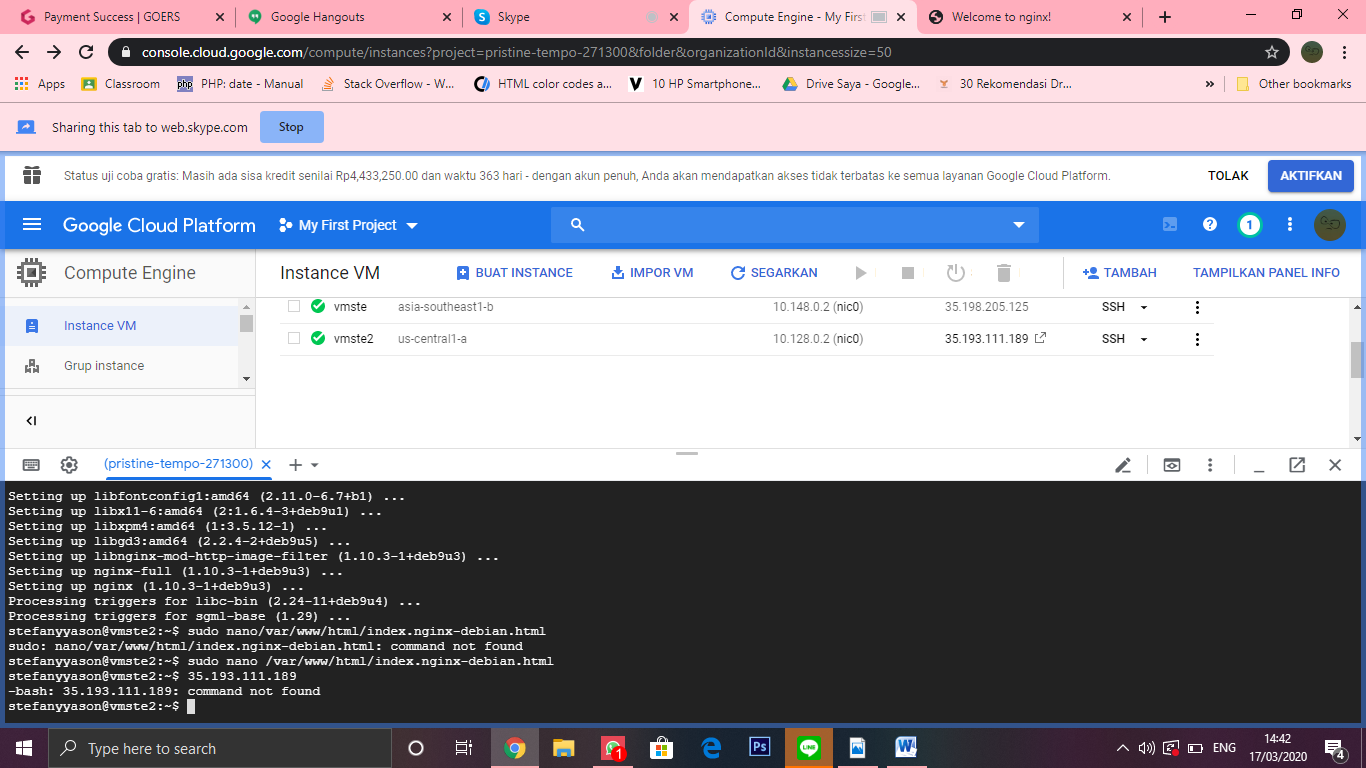 Payment Success | GOERS
Google Hangouts
Skype
Compute Engine - My First
Welcome to nginx!
console.cloud.google.com/compute/instances?project=pristine-tempo-271300&folder&organizationId&instancessize=50
Apps
Classroom
php PHP: date - Manual
Stack Overflow - W...
HTML color codes a...
10 HP Smartphone...
Drive Saya - Google...
30 Rekomendasi Dr...
»
Other bookmarks
Sharing this tab to web.skype.com
Stop
Status uji coba gratis: Masih ada sisa kredit senilai Rp4,433,250.00 dan waktu 363 hari - dengan akun penuh, Anda akan mendapatkan akses tidak terbatas ke semua layanan Google Cloud Platform.
TOLAK
AKTIFKAN
Google Cloud Platform
My First Project
1
Compute Engine
Instance VM
BUAT INSTANCE
IMPOR VM
SEGARKAN
TAMBAH
TAMPILKAN PANEL INFO
Instance VM
Grup instance
vmste asia-southeast1-b 10.148.0.2 (nic0) 35.198.205.125 SSH
vmste2 us-central1-a 10.128.0.2 (nic0) 35.193.111.189 SSH
(pristine-tempo-271300)
Setting up libfontconfig1:amd64 (2.11.0-6.7+b1) ...
Setting up libx11-6:amd64 (2:1.6.4-3+deb9u1) ...
Setting up libxpm4:amd64 (1:3.5.12-1) ...
Setting up libgd3:amd64 (2.2.4-2+deb9u5) ...
Setting up libnginx-mod-http-image-filter (1.10.3-1+deb9u3) ...
Setting up nginx-full (1.10.3-1+deb9u3) ...
Setting up nginx (1.10.3-1+deb9u3) ...
Processing triggers for libc-bin (2.24-11+deb9u4) ...
Processing triggers for sgml-base (1.29) ...
stefanyyason@vmste2:~$ sudo nano/var/www/html/index.nginx-debian.html
sudo: nano/var/www/html/index.nginx-debian.html: command not found
stefanyyason@vmste2:~$ sudo nano /var/www/html/index.nginx-debian.html
stefanyyason@vmste2:~$ 35.193.111.189
-bash: 35.193.111.189: command not found
stefanyyason@vmste2:~$
Type here to search
1
Ps
LINE
W
ENG
14:42
17/03/2020
4